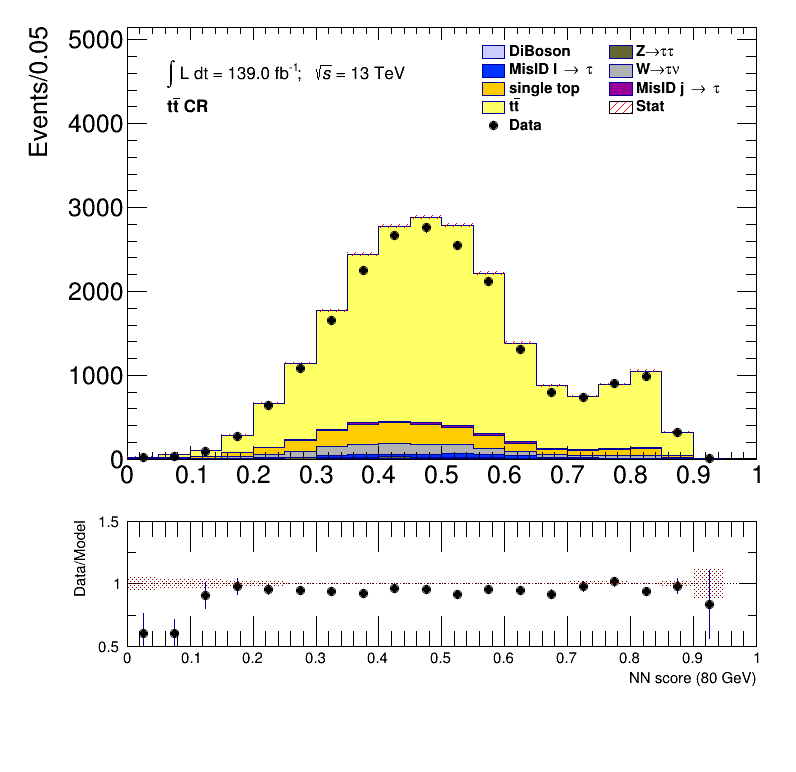 Events/0.05
5000
4000
3000
2000
1000
0
∫ L dt = 139.0 fb⁻¹; √s = 13 TeV
tt̄ CR
DiBoson
MisID l → τ
single top
tt̄
Data
Z→ττ
W→τν
MisID j → τ
Stat
0 0.1 0.2 0.3 0.4 0.5 0.6 0.7 0.8 0.9 1
Data/Model
1.5
1
0.5
0 0.1 0.2 0.3 0.4 0.5 0.6 0.7 0.8 0.9 1
NN score (80 GeV)